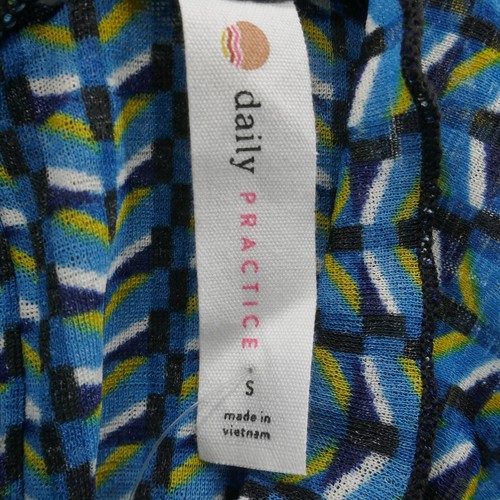 daily PRACTICE
S
made in
vietnam